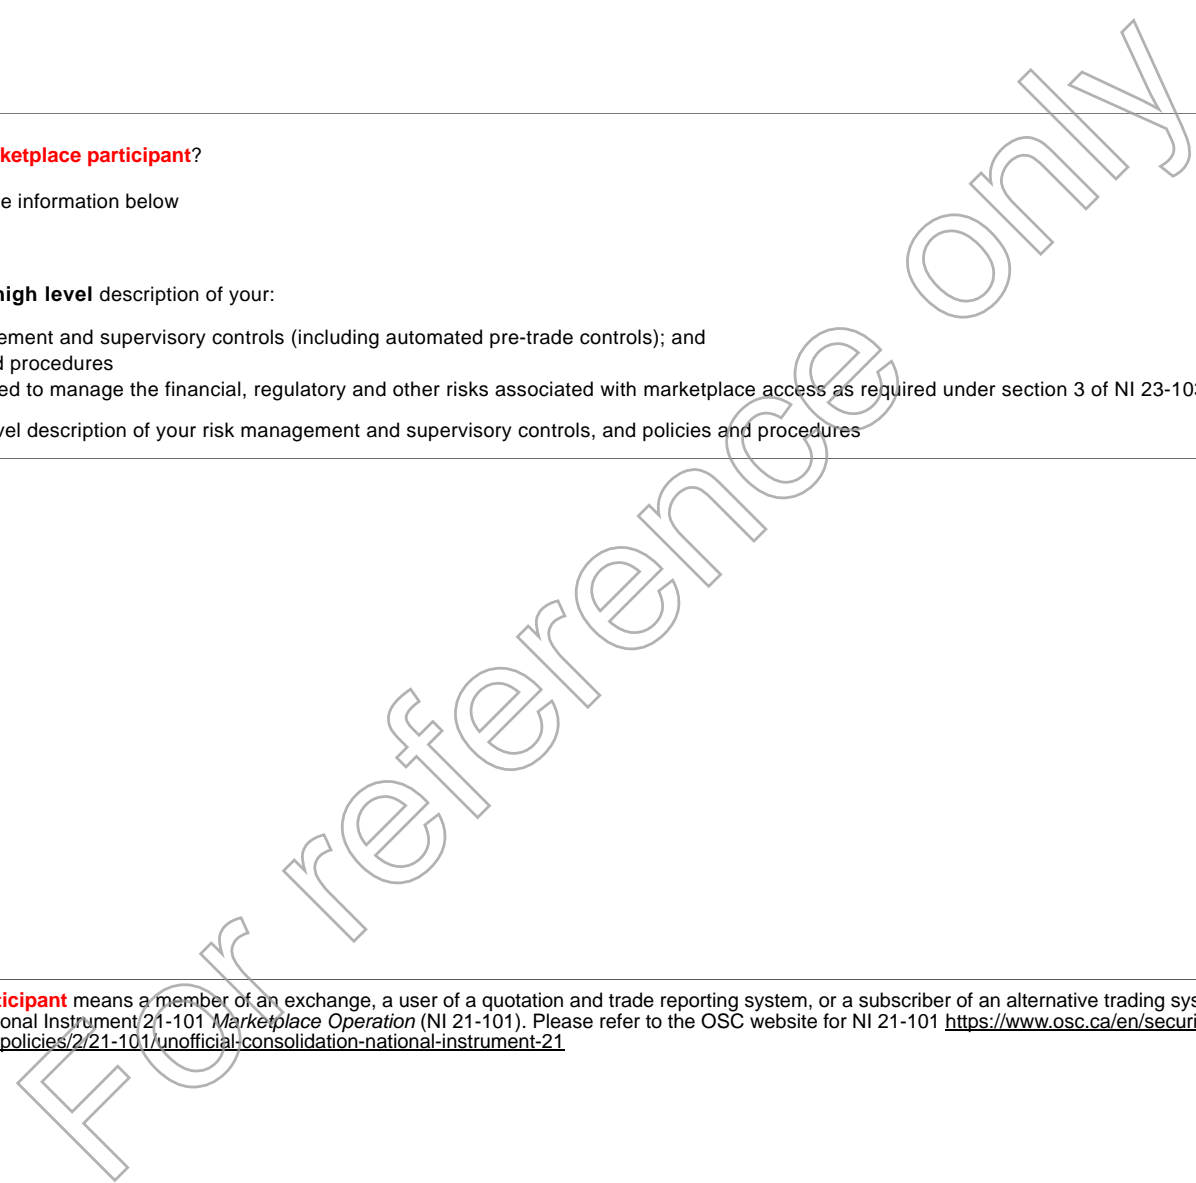 ketplace participant?
e information below
high level description of your:
ement and supervisory controls (including automated pre-trade controls); and
d procedures
ed to manage the financial, regulatory and other risks associated with marketplace access as required under section 3 of NI 23-103
vel description of your risk management and supervisory controls, and policies and procedures
ticipant means a member of an exchange, a user of a quotation and trade reporting system, or a subscriber of an alternative trading sys
onal Instrument 21-101 Marketplace Operation (NI 21-101). Please refer to the OSC website for NI 21-101 https://www.osc.ca/en/securi
policies/2/21-101/unofficial-consolidation-national-instrument-21
For reference only